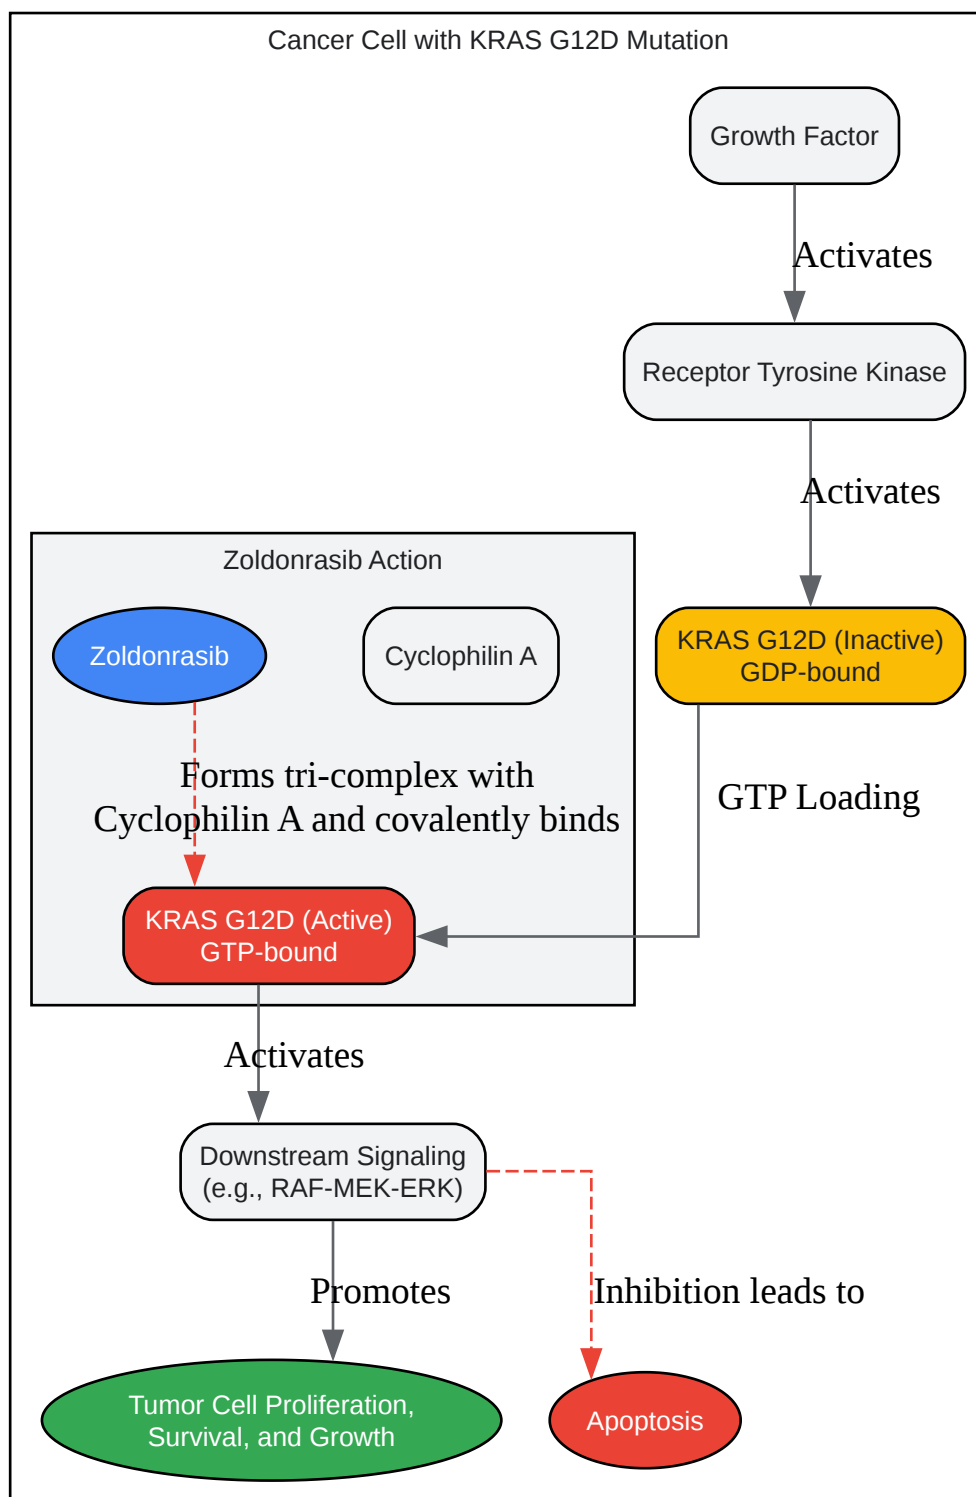 Cancer Cell with KRAS G12D Mutation
Growth Factor
Activates
Receptor Tyrosine Kinase
Activates
Zoldonrasib Action
Zoldonrasib
Cyclophilin A
KRAS G12D (Inactive)
GDP-bound
Forms tri-complex with
Cyclophilin A and covalently binds
GTP Loading
KRAS G12D (Active)
GTP-bound
Activates
Downstream Signaling
(e.g., RAF-MEK-ERK)
Promotes
Inhibition leads to
Tumor Cell Proliferation,
Survival, and Growth
Apoptosis